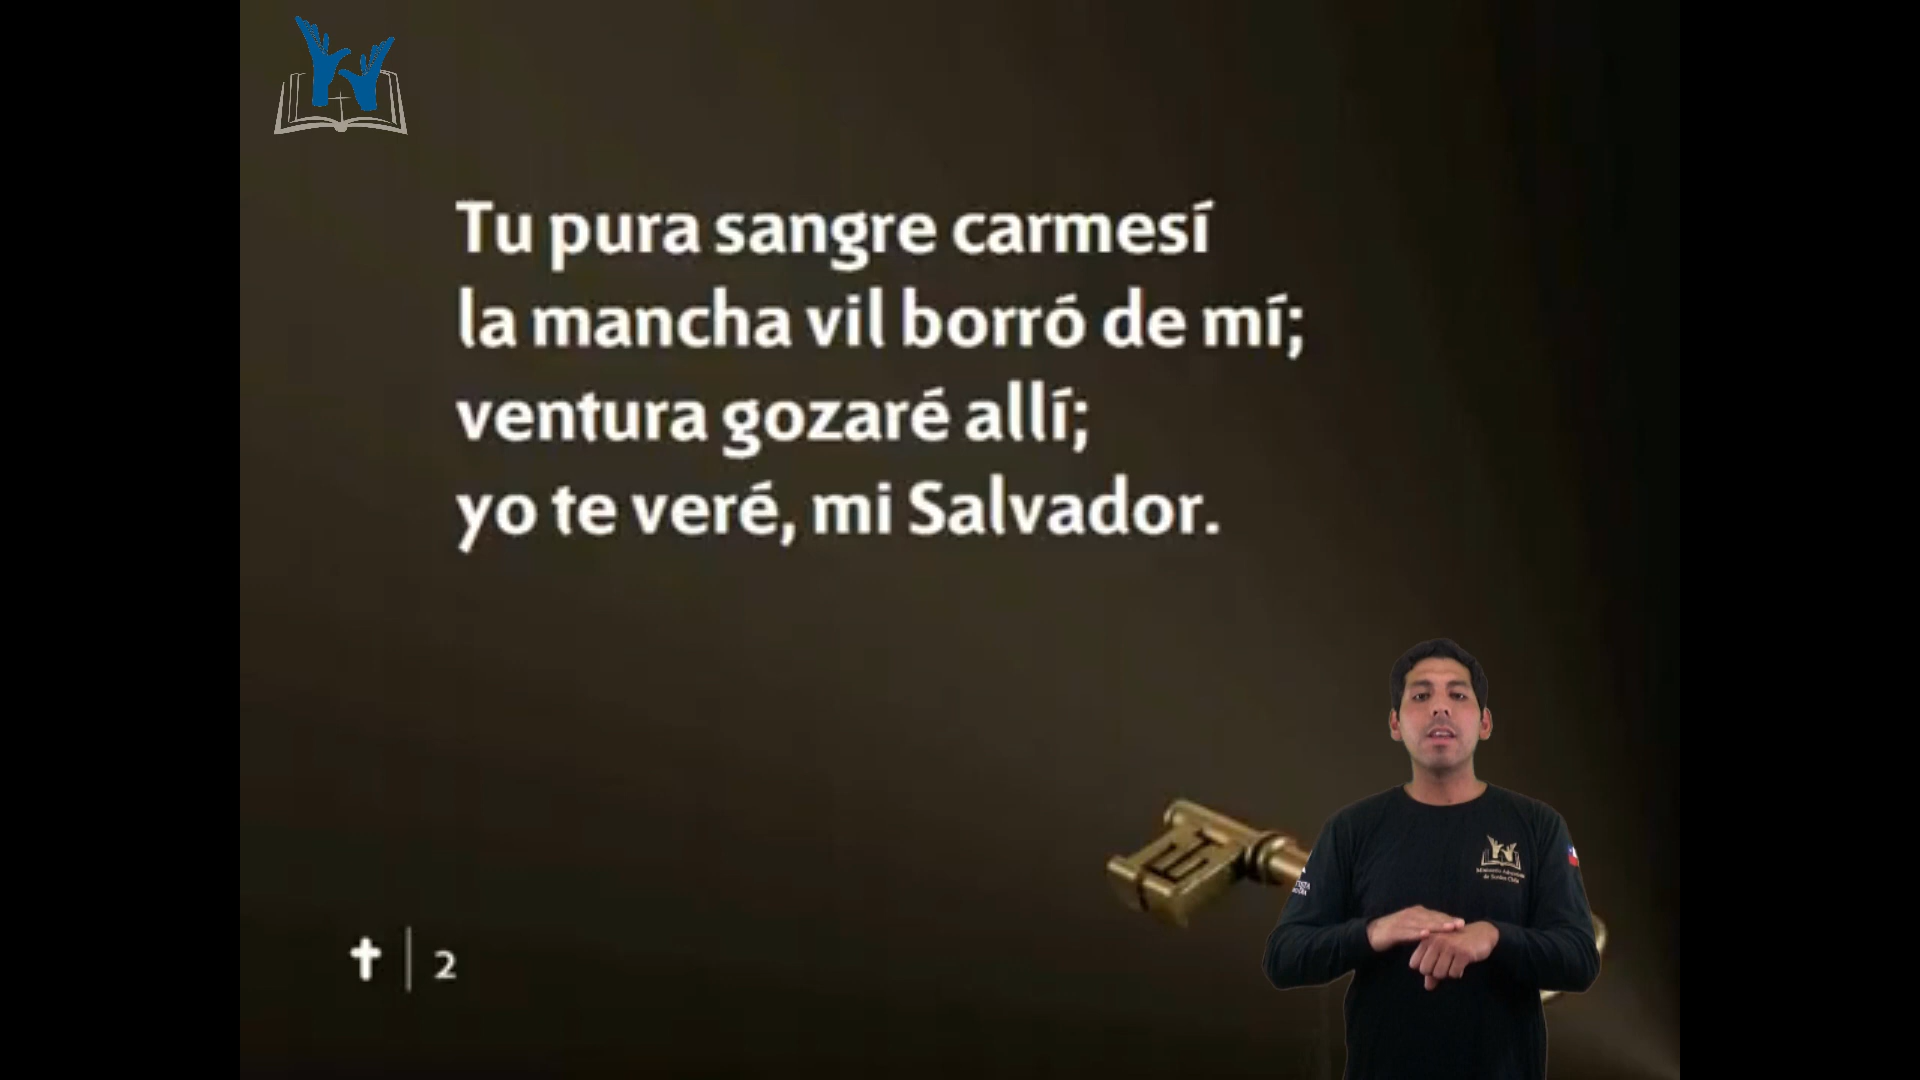 Tu pura sangre carmesí
la mancha vil borró de mí;
ventura gozaré allí;
yo te veré, mi Salvador.
2